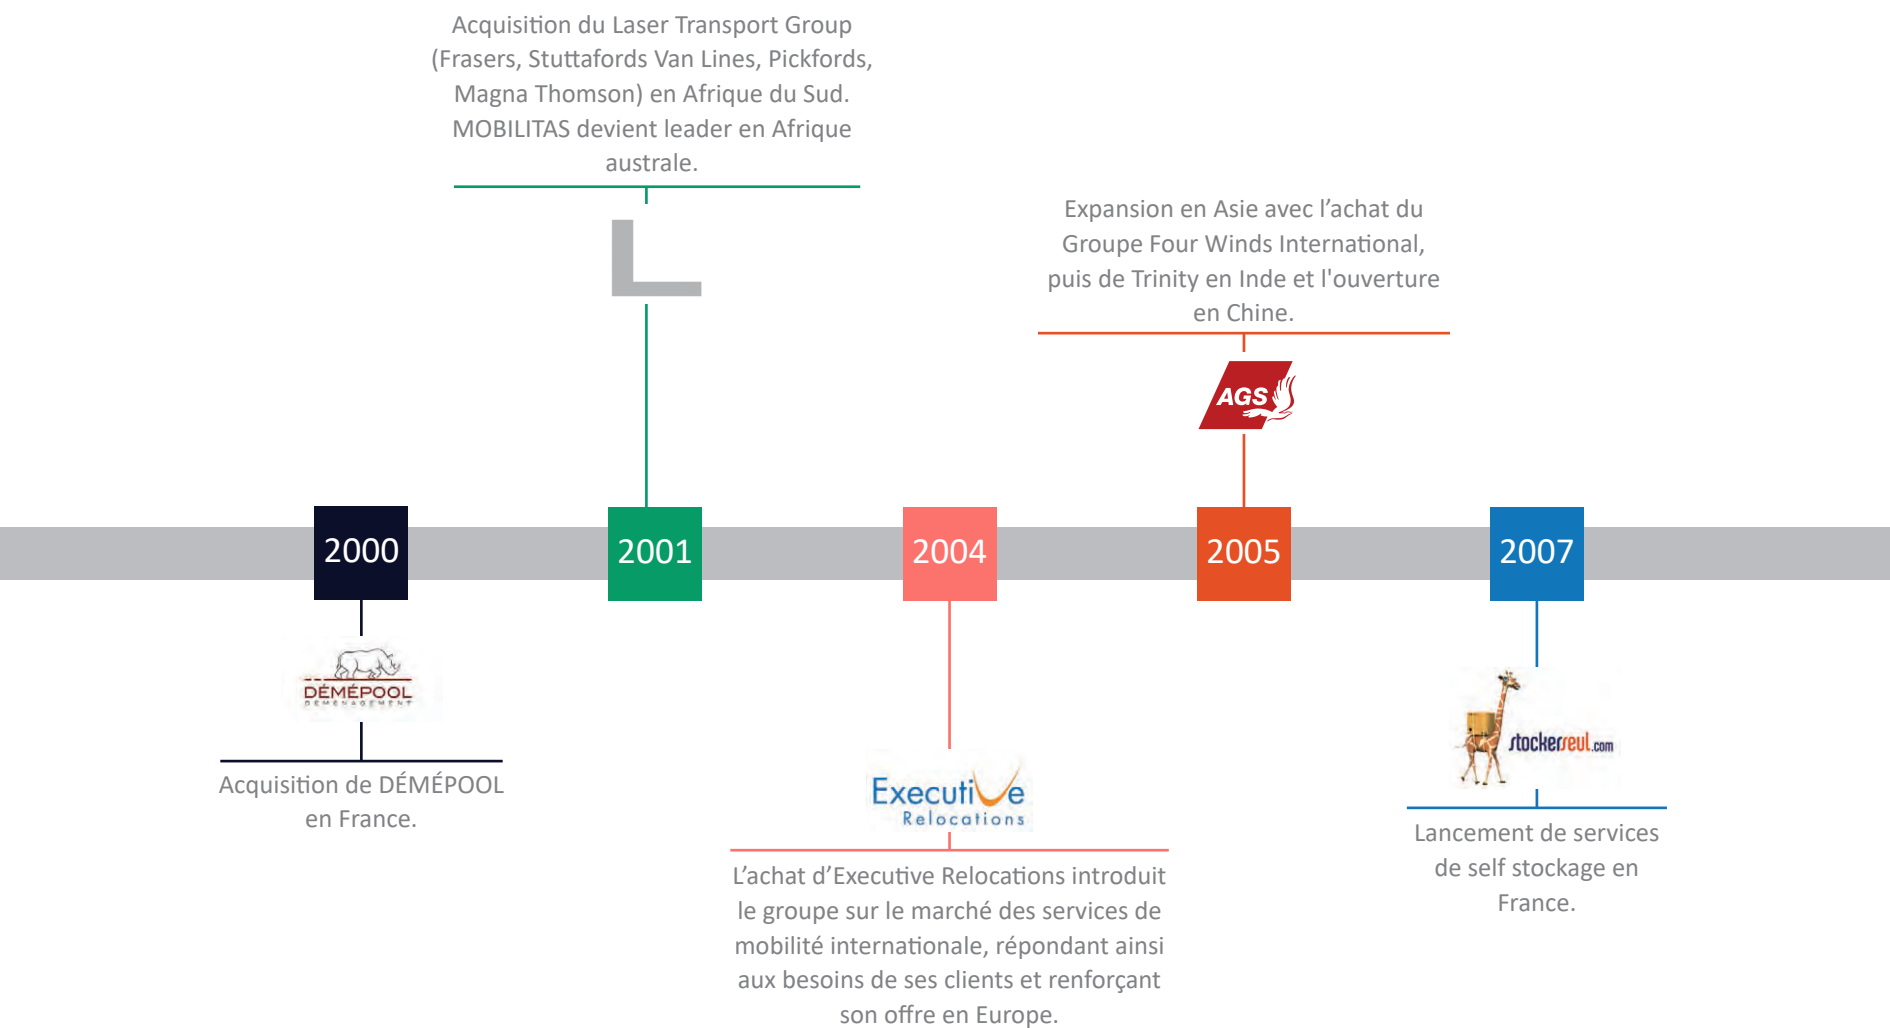 Acquisition du Laser Transport Group
(Frasers, Stuttafords Van Lines, Pickfords,
Magna Thomson) en Afrique du Sud.
MOBILITAS devient leader en Afrique
australe.
L
Expansion en Asie avec l’achat du
Groupe Four Winds International,
puis de Trinity en Inde et l'ouverture
en Chine.
AGS
2000
2001
2004
2005
2007
DÉMÉPOOL
DÉMÉNAGEMENT
Acquisition de DÉMÉPOOL
en France.
Executive
Relocations
L’achat d’Executive Relocations introduit
le groupe sur le marché des services de
mobilité internationale, répondant ainsi
aux besoins de ses clients et renforçant
son offre en Europe.
stockerseul.com
Lancement de services
de self stockage en
France.